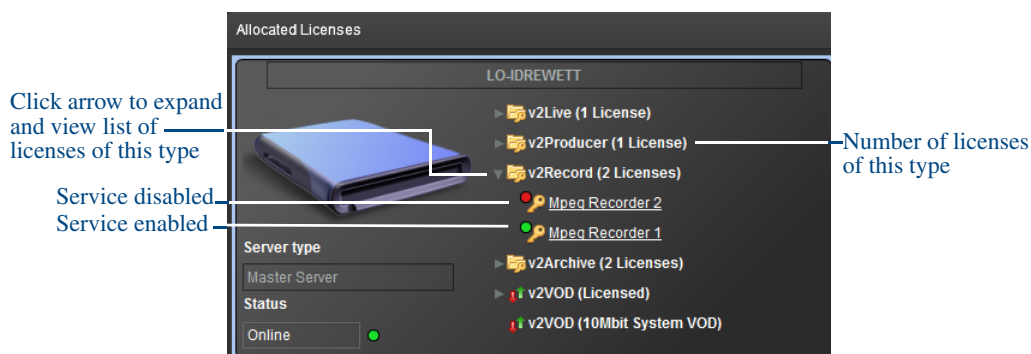 Allocated Licenses
LO-IDREWETT
Click arrow to expand
and view list of
licenses of this type
v2Live (1 License)
v2Producer (1 License)
Number of licenses
of this type
v2Record (2 Licenses)
Service disabled
Mpeg Recorder 2
Service enabled
Mpeg Recorder 1
Server type
v2Archive (2 Licenses)
Master Server
v2VOD (Licensed)
Status
v2VOD (10Mbit System VOD)
Online